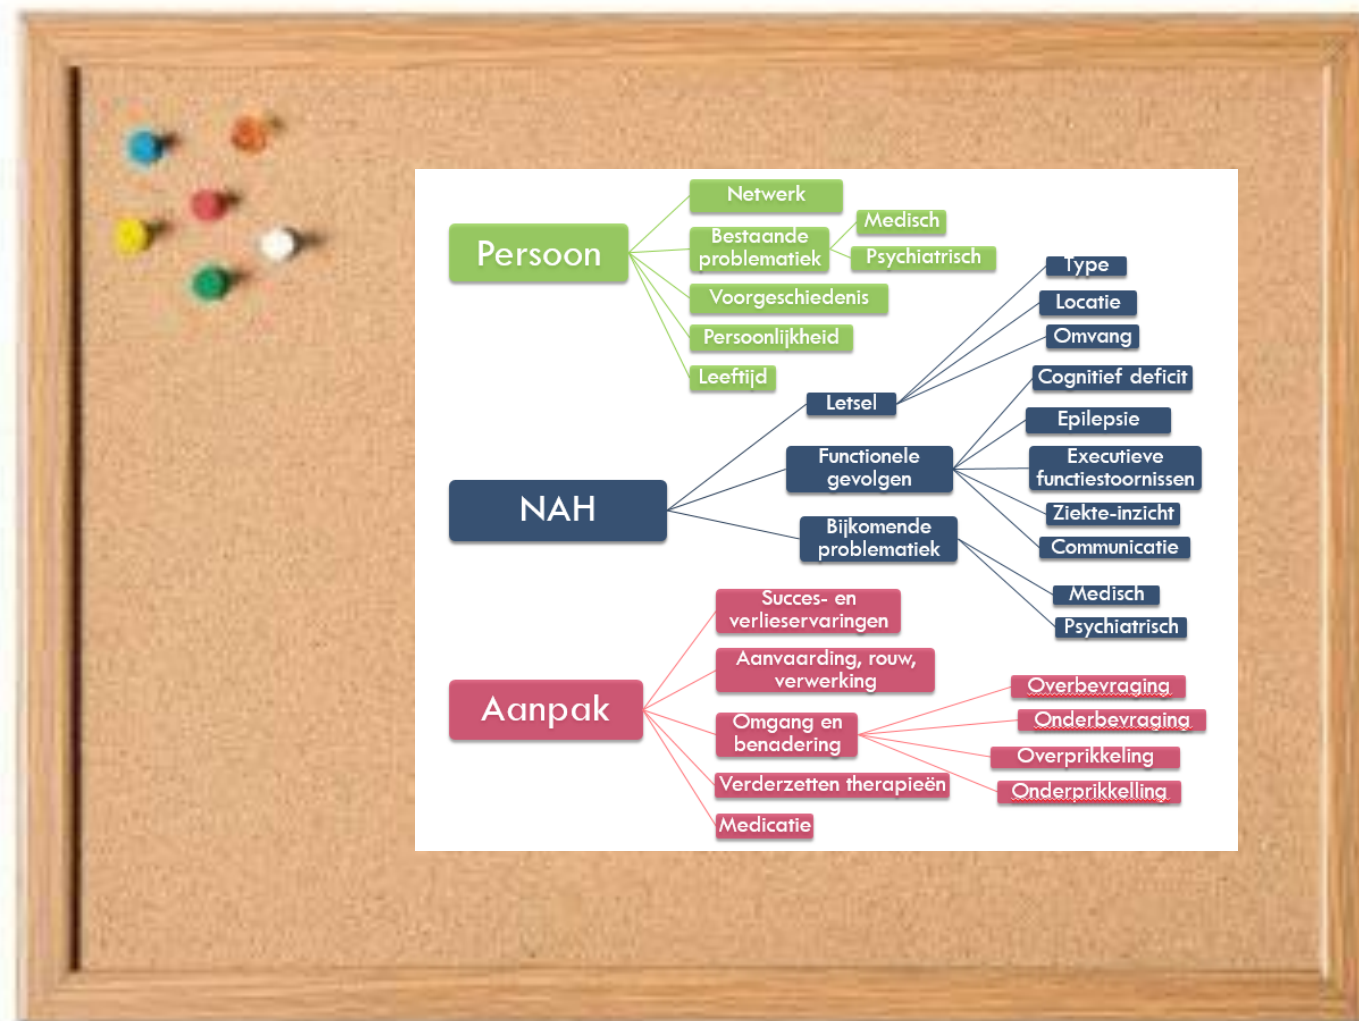 Persoon
Netwerk
Bestaande
problematiek
Medisch
Psychiatrisch
Voorgeschiedenis
Persoonlijkheid
Leeftijd
NAH
Letsel
Type
Locatie
Omvang
Functionele
gevolgen
Cognitief deficit
Epilepsie
Executieve
functiestoornissen
Ziekte-inzicht
Communicatie
Bijkomende
problematiek
Medisch
Psychiatrisch
Aanpak
Succes- en
verlieservaringen
Aanvaarding, rouw,
verwerking
Omgang en
benadering
Overbevraging
Onderbevraging
Overprikkeling
Onderprikkelling
Verderzetten therapieën
Medicatie